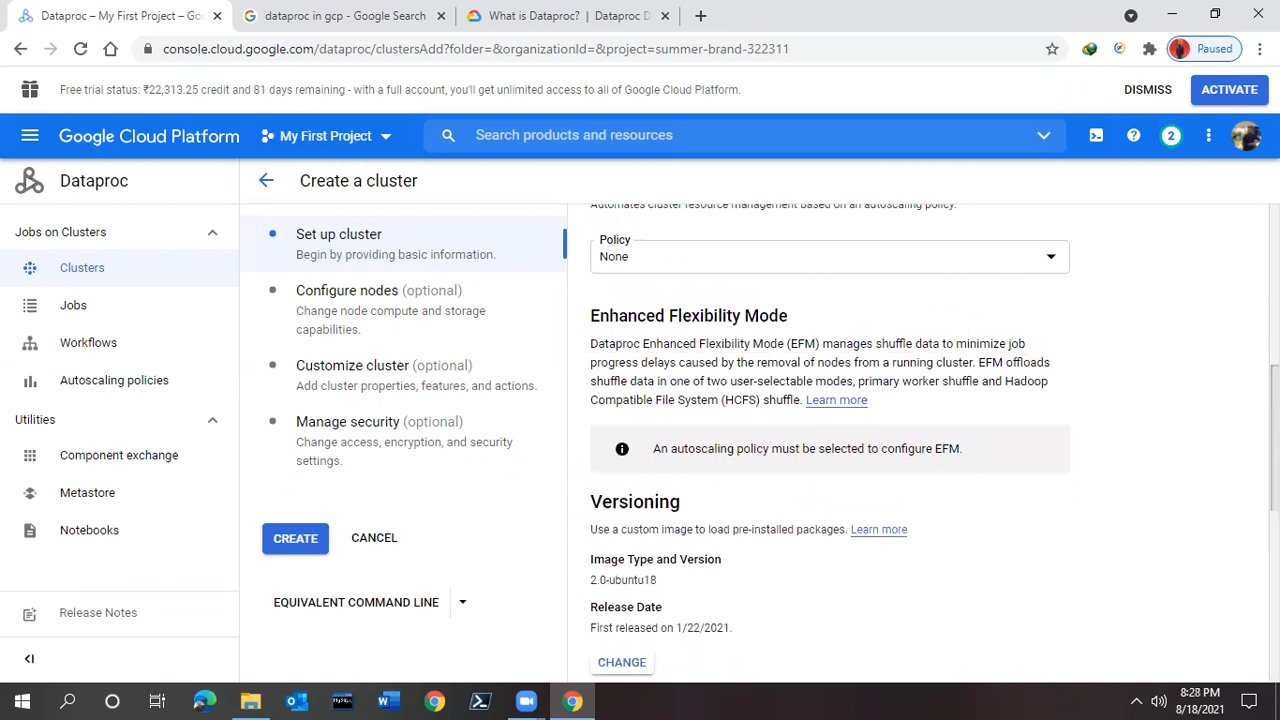 Dataproc – My First Project – Go
dataproc in gcp - Google Search
What is Dataproc? | Dataproc D
console.cloud.google.com/dataproc/clustersAdd?folder=&organizationId=&project=summer-brand-322311
Paused
Free trial status: ₹22,313.25 credit and 81 days remaining - with a full account, you'll get unlimited access to all of Google Cloud Platform.
DISMISS
ACTIVATE
Google Cloud Platform
My First Project
Search products and resources
2
Dataproc
Create a cluster
Jobs on Clusters
Clusters
Jobs
Workflows
Autoscaling policies
Utilities
Component exchange
Metastore
Notebooks
Release Notes
Set up cluster
Begin by providing basic information.
Configure nodes (optional)
Change node compute and storage
capabilities.
Customize cluster (optional)
Add cluster properties, features, and actions.
Manage security (optional)
Change access, encryption, and security
settings.
CREATE
CANCEL
EQUIVALENT COMMAND LINE
Automates cluster resource management based on an autoscaling policy.
Policy
None
Enhanced Flexibility Mode
Dataproc Enhanced Flexibility Mode (EFM) manages shuffle data to minimize job
progress delays caused by the removal of nodes from a running cluster. EFM offloads
shuffle data in one of two user-selectable modes, primary worker shuffle and Hadoop
Compatible File System (HCFS) shuffle. Learn more
An autoscaling policy must be selected to configure EFM.
Versioning
Use a custom image to load pre-installed packages. Learn more
Image Type and Version
2.0-ubuntu18
Release Date
First released on 1/22/2021.
CHANGE
8:28 PM
8/18/2021